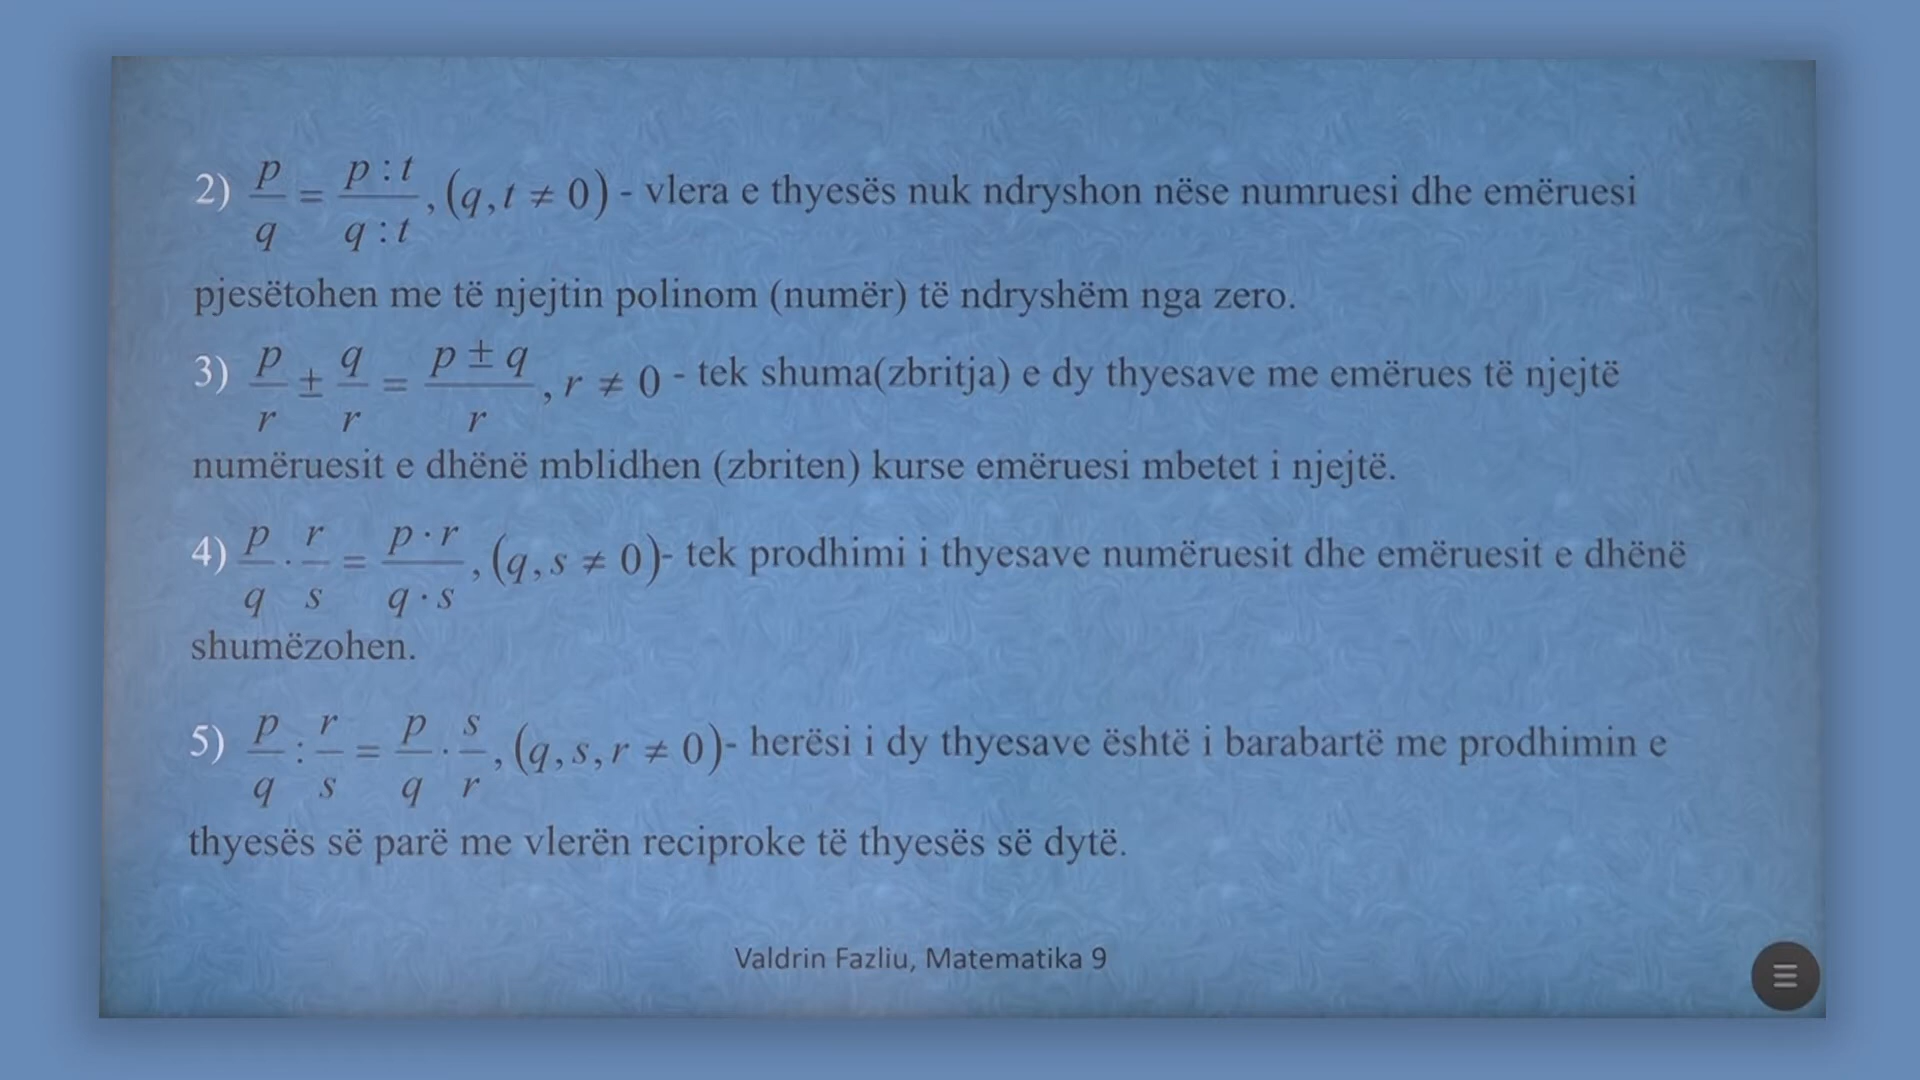 2) p/q = p:t/q:t, (q,t ≠ 0) - vlera e thyesës nuk ndryshon nëse numruesi dhe emëruesi
pjesëtohen me të njejtin polinom (numër) të ndryshëm nga zero.
3) p/r ± q/r = p±q/r, r ≠ 0 - tek shuma(zbritja) e dy thyesave me emërues të njejtë
numëruesit e dhënë mblidhen (zbriten) kurse emëruesi mbetet i njejtë.
4) p/q · r/s = p·r/q·s, (q,s ≠ 0)- tek prodhimi i thyesave numëruesit dhe emëruesit e dhënë
shumëzohen.
5) p/q : r/s = p/q · s/r, (q,s,r ≠ 0)- herësi i dy thyesave është i barabartë me prodhimin e
thyesës së parë me vlerën reciproke të thyesës së dytë.
Valdrin Fazliu, Matematika 9